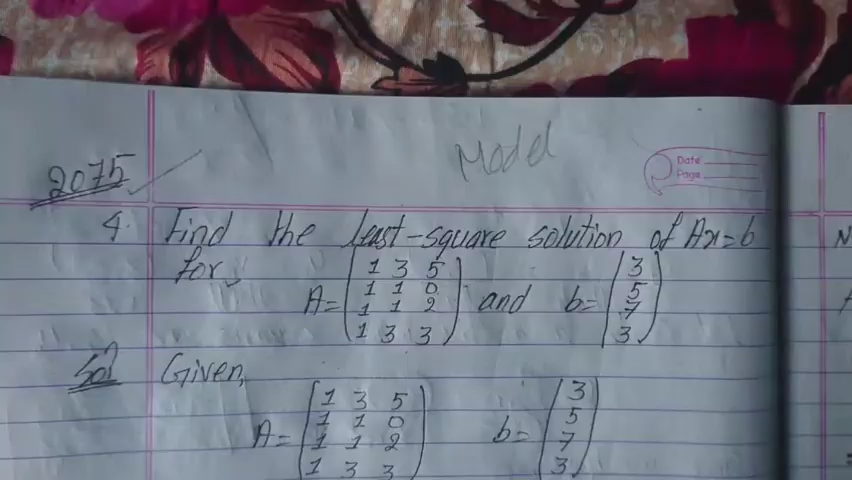 Model
Date
Page
2075
4. Find the least-square solution of Ax=b
for,
A = (1 3 5
1 1 0
1 1 2
1 3 3) and b = (3
5
7
3)
Sol Given,
A = [1 3 5
1 1 0
1 1 2
1 3 3) b = (3
5
7
3)
N